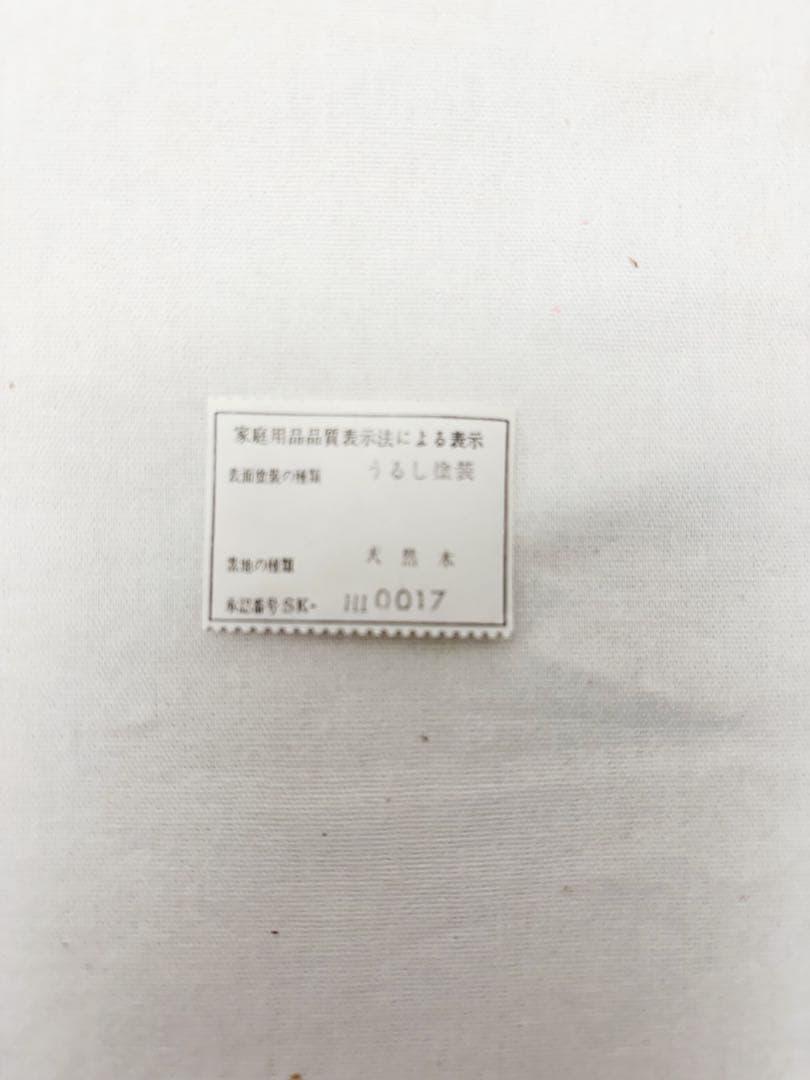 家庭用品品質表示法による表示
表面塗装の種類 うるし塗装
素地の種類 天然木
承認番号SK- 0017